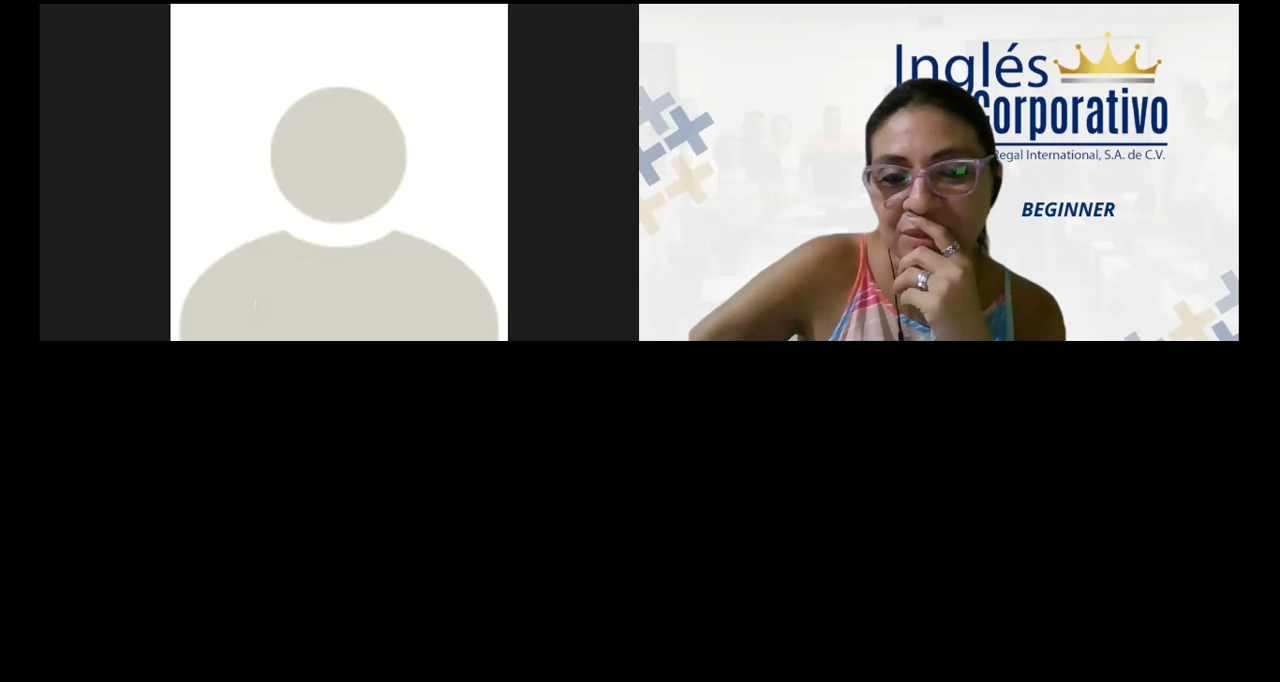 Inglés
Corporativo
Regal International, S.A. de C.V.
BEGINNER